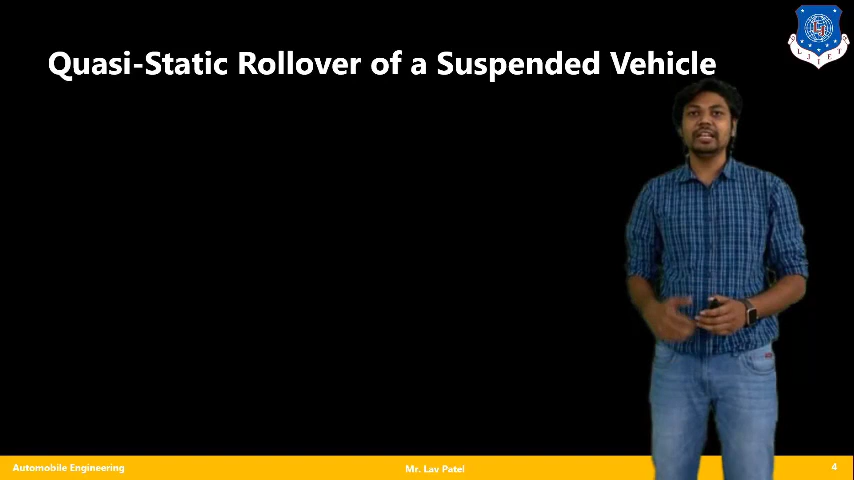 Quasi-Static Rollover of a Suspended Vehicle
L J I E T
Automobile Engineering
Mr. Lav Patel
4